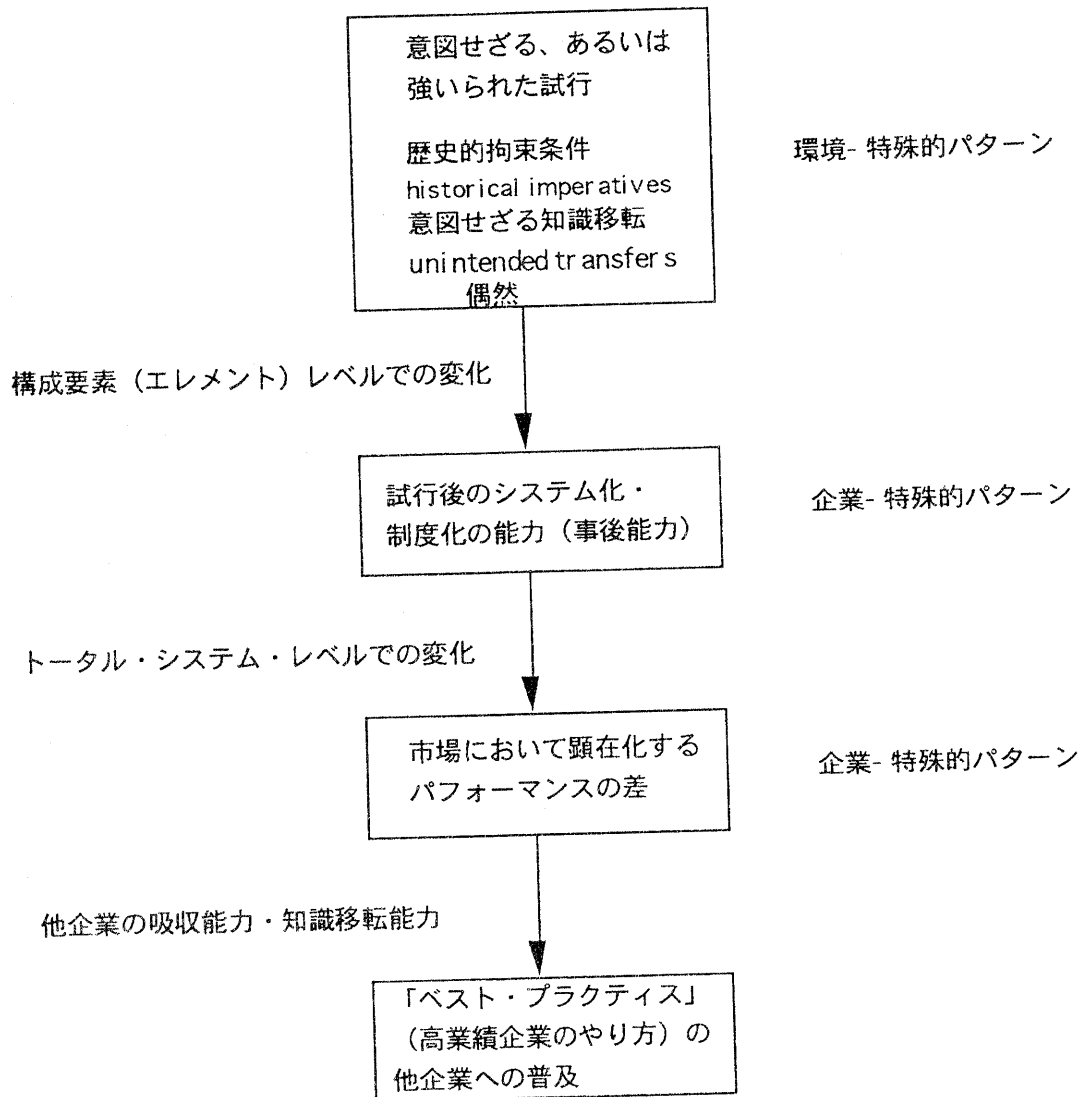 意図せざる、あるいは
強いられた試行
歴史的拘束条件
historical imperatives
意図せざる知識移転
unintended transfers
偶然
環境- 特殊的パターン
構成要素（エレメント）レベルでの変化
試行後のシステム化・
制度化の能力（事後能力）
企業- 特殊的パターン
トータル・システム・レベルでの変化
市場において顕在化する
パフォーマンスの差
企業- 特殊的パターン
他企業の吸収能力・知識移転能力
「ベスト・プラクティス」
（高業績企業のやり方）の
他企業への普及